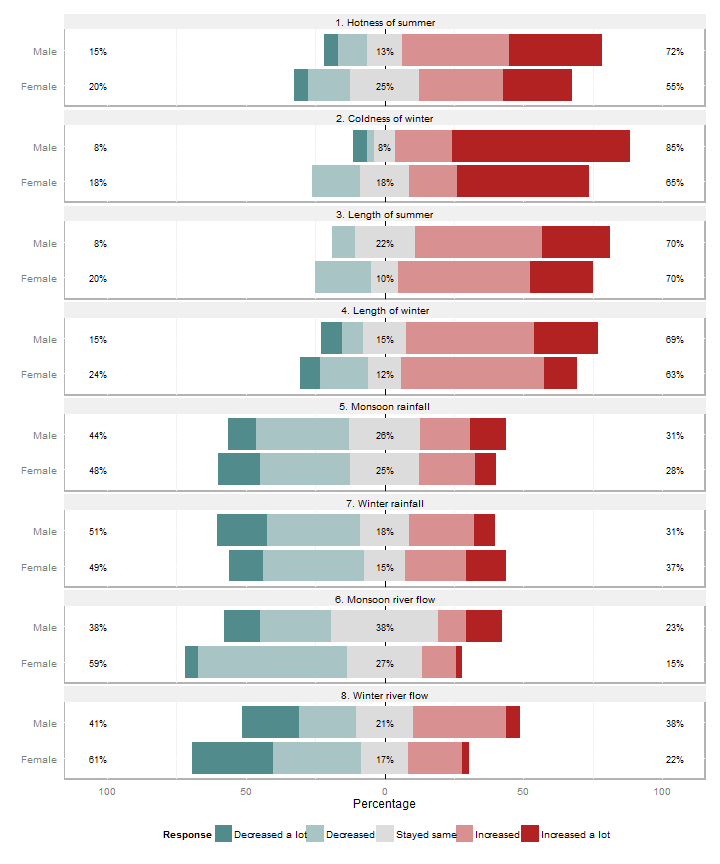 1. Hotness of summer
Male 15% 13% 72%
Female 20% 25% 55%
2. Coldness of winter
Male 8% 8% 85%
Female 18% 18% 65%
3. Length of summer
Male 8% 22% 70%
Female 20% 10% 70%
4. Length of winter
Male 15% 15% 69%
Female 24% 12% 63%
5. Monsoon rainfall
Male 44% 26% 31%
Female 48% 25% 28%
7. Winter rainfall
Male 51% 18% 31%
Female 49% 15% 37%
6. Monsoon river flow
Male 38% 38% 23%
Female 59% 27% 15%
8. Winter river flow
Male 41% 21% 38%
Female 61% 17% 22%
100 50 0 50 100
Percentage
Response Decreased a lot Decreased Stayed same Increased Increased a lot